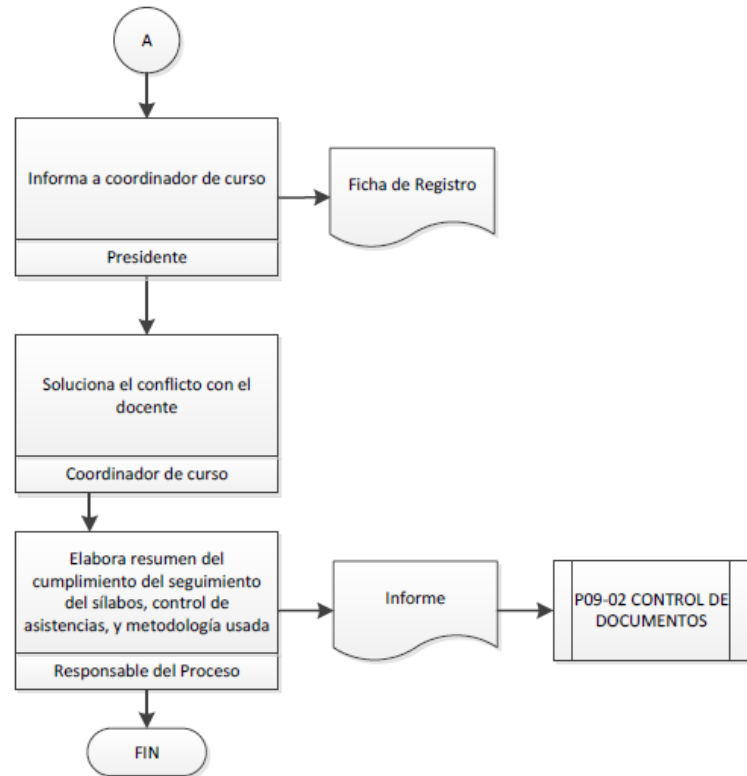 A
Informa a coordinador de curso
Presidente
Ficha de Registro
Soluciona el conflicto con el
docente
Coordinador de curso
Elabora resumen del
cumplimiento del seguimiento
del sílabos, control de
asistencias, y metodología usada
Responsable del Proceso
Informe
P09-02 CONTROL DE
DOCUMENTOS
FIN